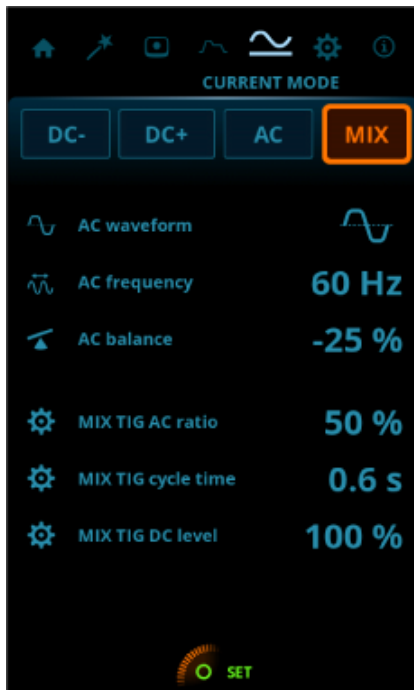 CURRENT MODE
DC- DC+ AC MIX
AC waveform
AC frequency 60 Hz
AC balance -25 %
MIX TIG AC ratio 50 %
MIX TIG cycle time 0.6 s
MIX TIG DC level 100 %
SET